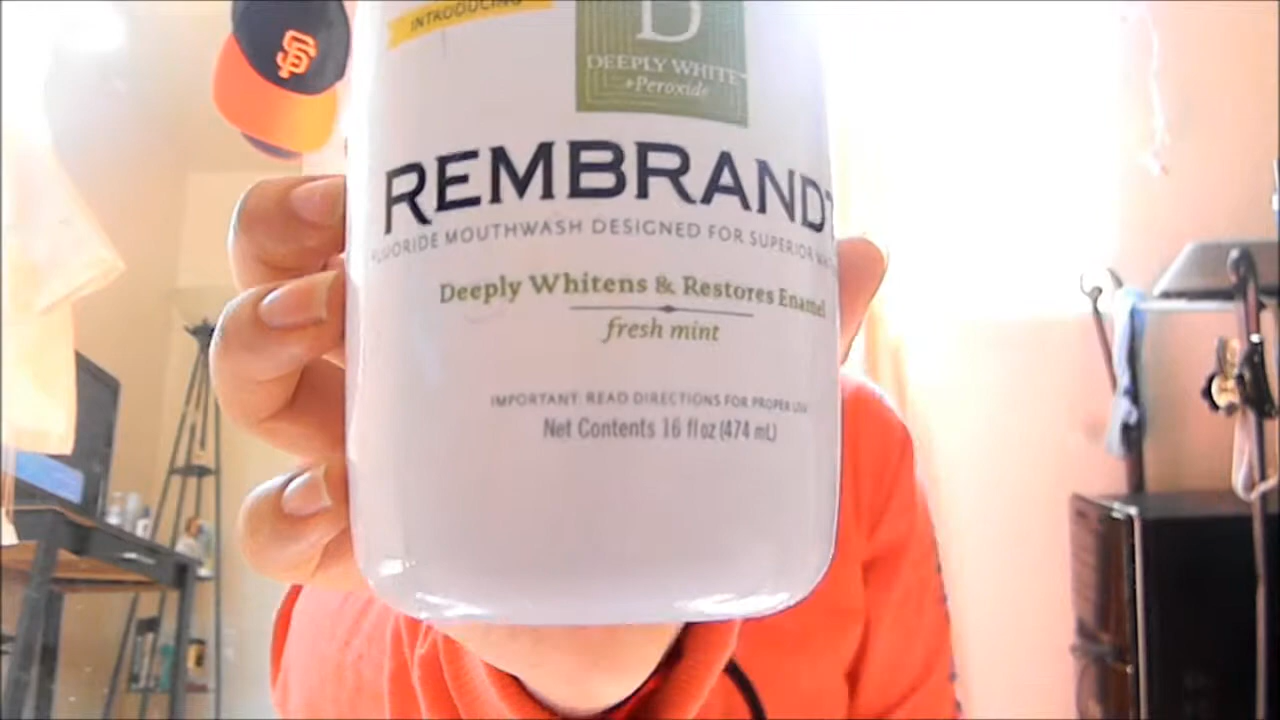 SF
INTRODUCING
D
DEEPLY WHITE
+Peroxide
REMBRANDT
FLUORIDE MOUTHWASH DESIGNED FOR SUPERIOR
Deeply Whitens & Restores Enamel
fresh mint
IMPORTANT: READ DIRECTIONS FOR PROPER USE
Net Contents 16 fl oz (474 mL)